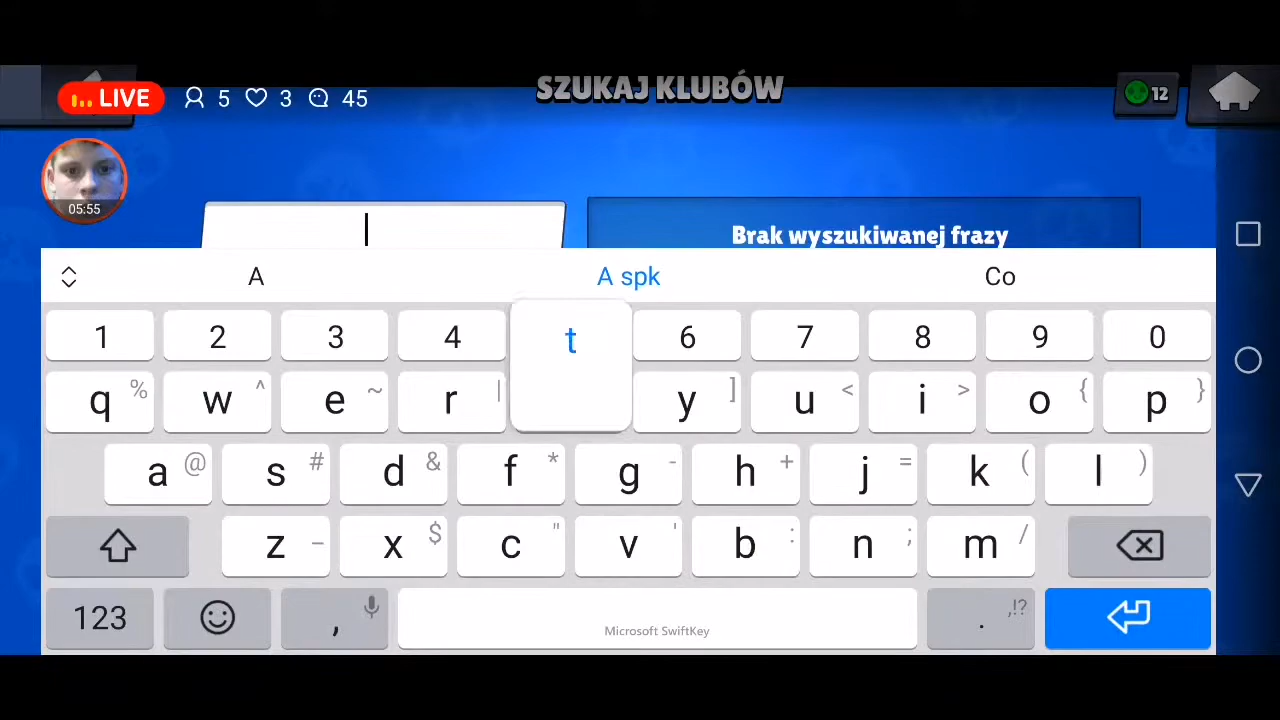 SZUKAJ KLUBÓW
LIVE 5 3 45
12
05:55
Brak wyszukiwanej frazy
A A spk Co
1 2 3 4 6 7 8 9 0
t
q % w ^ e ~ r | y ] u < i > o { p }
a @ s # d & f * g - h + j = k ( l )
z _ x $ c " v ' b : n ; m /
123 , Microsoft SwiftKey . ,!?